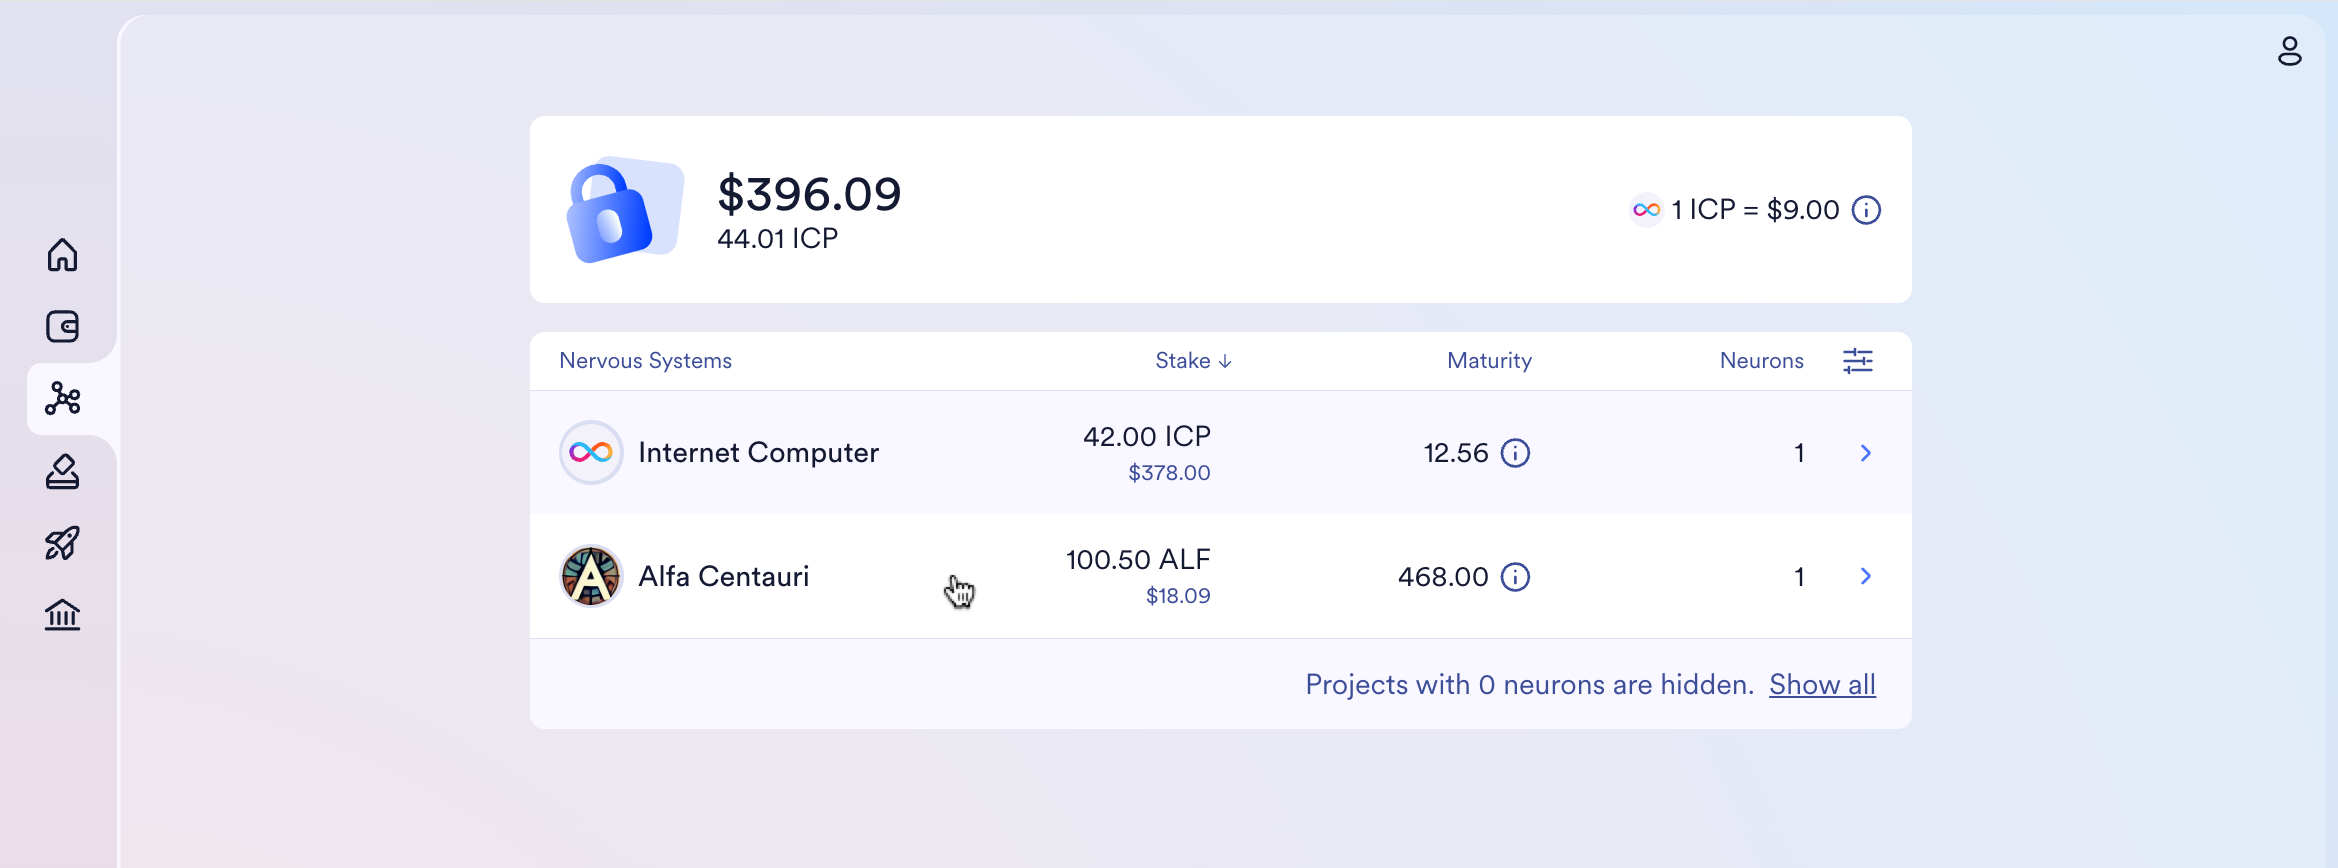 $396.09
44.01 ICP
1 ICP = $9.00
Nervous Systems Stake Maturity Neurons
Internet Computer 42.00 ICP 12.56 1
$378.00
Alfa Centauri 100.50 ALF 468.00 1
$18.09
Projects with 0 neurons are hidden. Show all